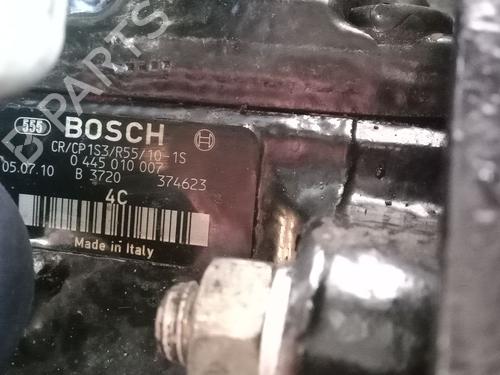 B PARTS
555 BOSCH
CR/CP1S3/R55/10-1S
0 445 010 007
05.07.10 B 3720 374623
4C
Made in Italy